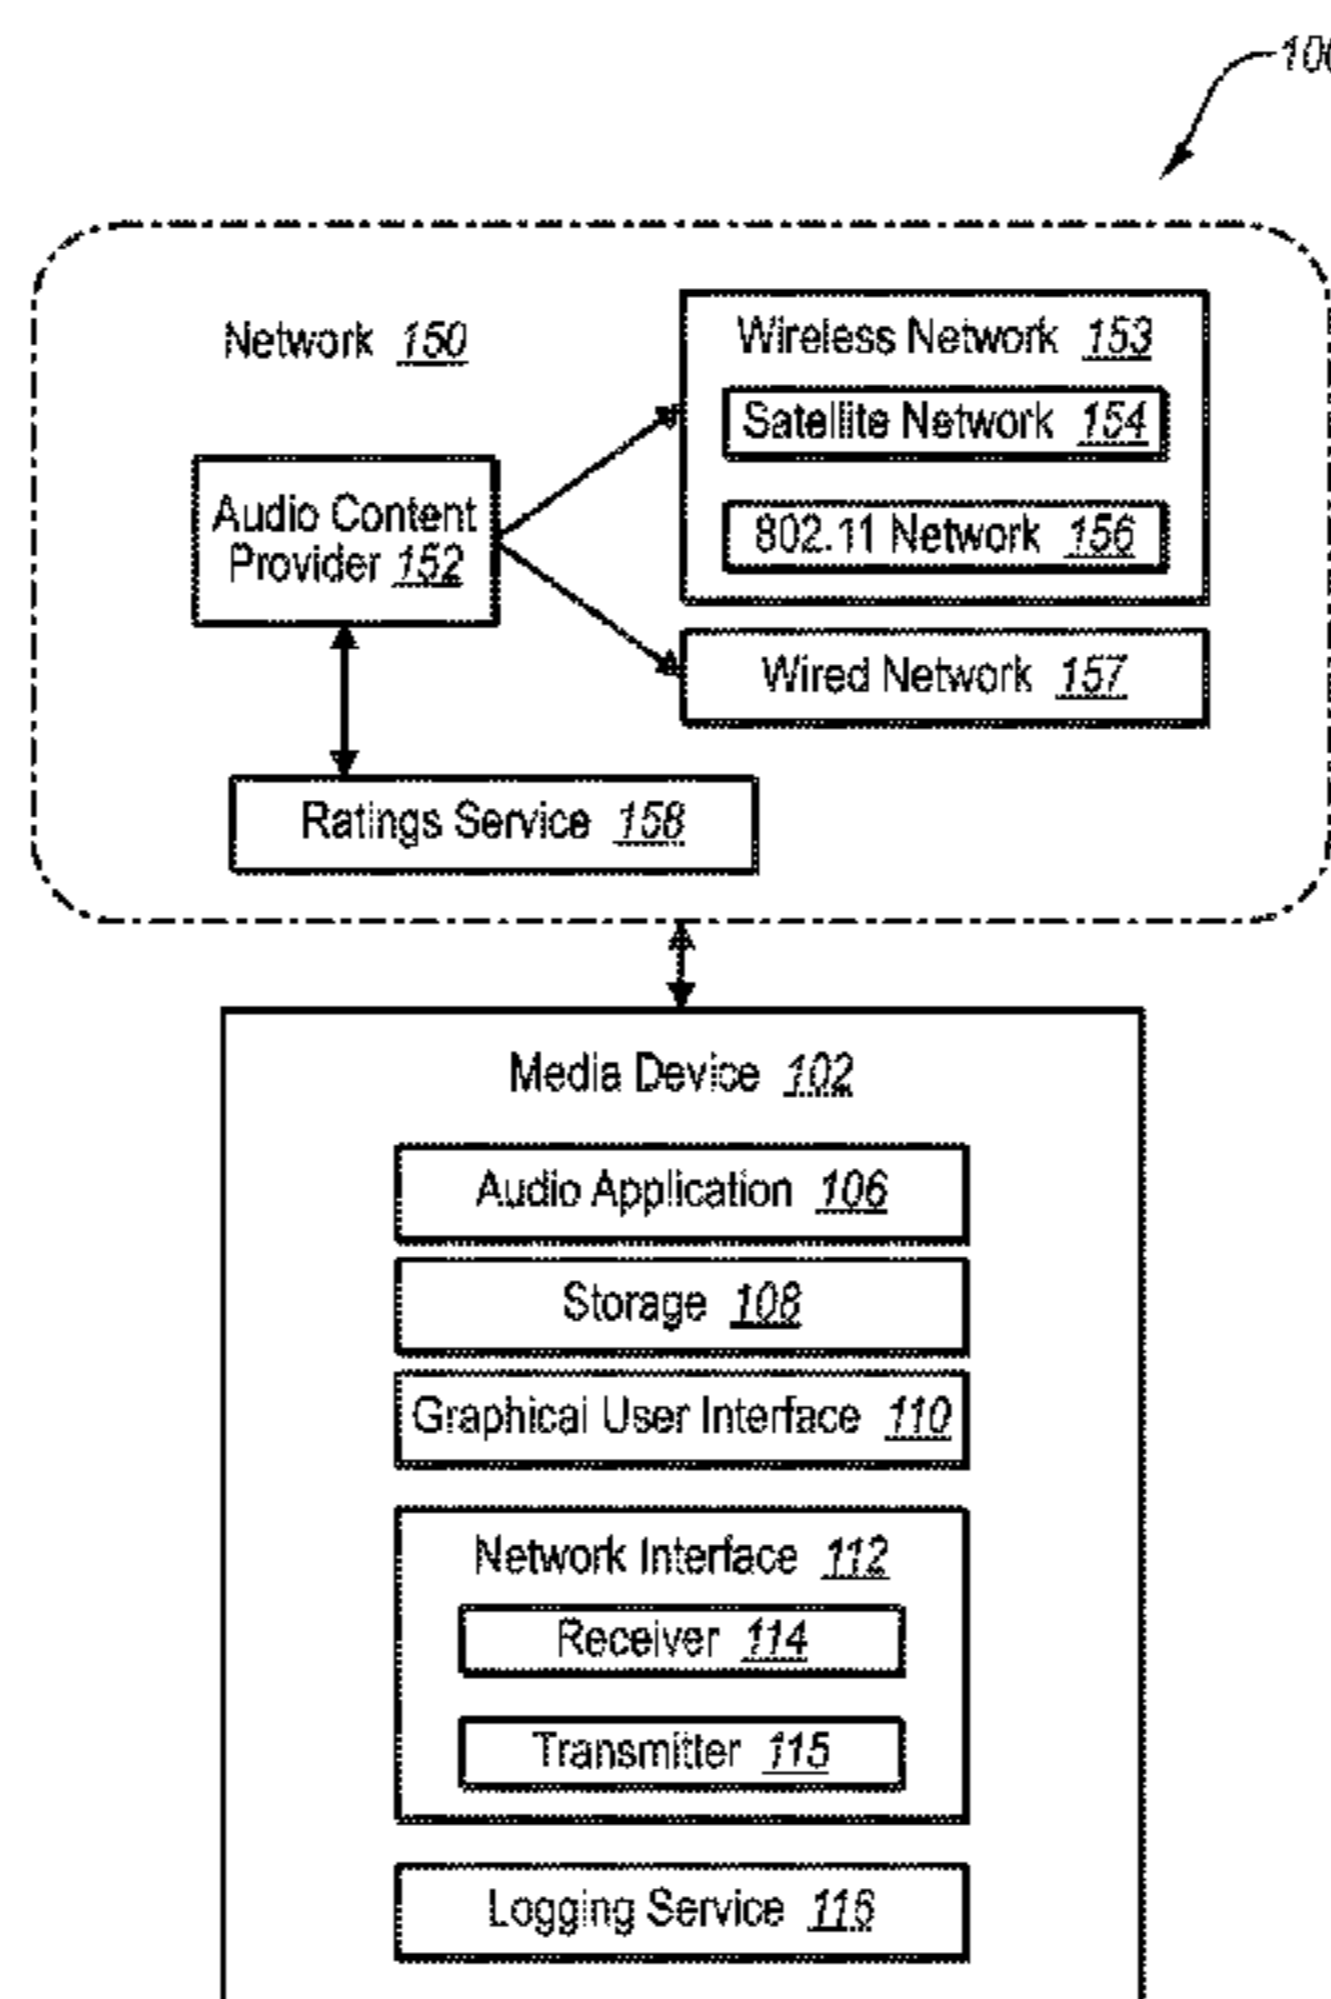 Network 150
Wireless Network 153
Satellite Network 154
802.11 Network 156
Audio Content
Provider 152
Wired Network 157
Ratings Service 158
Media Device 102
Audio Application 106
Storage 108
Graphical User Interface 110
Network Interface 112
Receiver 114
Transmitter 115
Logging Service 116